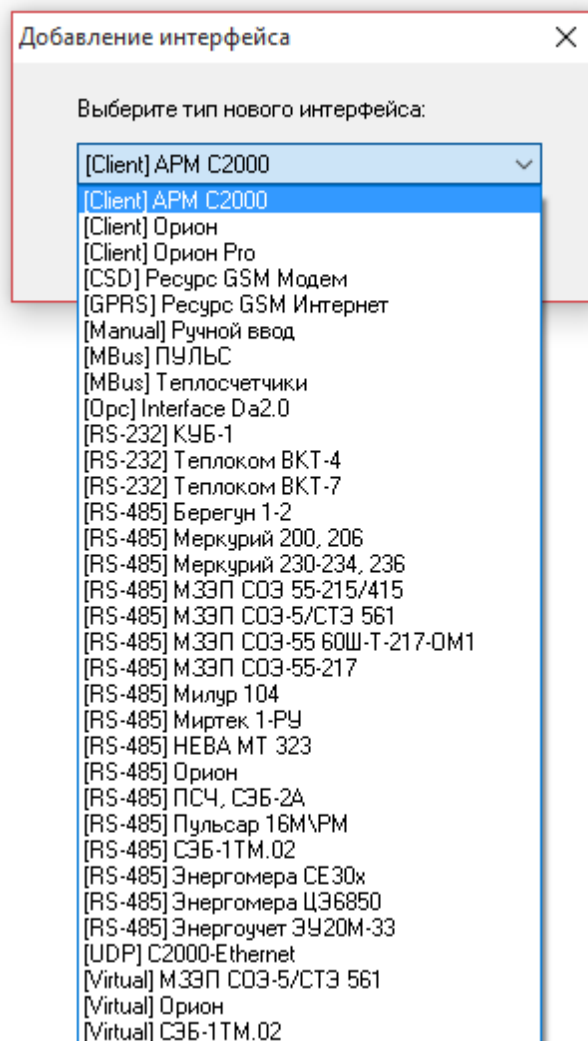 Добавление интерфейса
Выберите тип нового интерфейса:
[Client] АРМ С2000
[Client] АРМ С2000
[Client] Орион
[Client] Орион Pro
[CSD] Ресурс GSM Модем
[GPRS] Ресурс GSM Интернет
[Manual] Ручной ввод
[MBus] ПУЛЬС
[MBus] Теплосчетчики
[Opc] Interface Da2.0
[RS-232] КУБ-1
[RS-232] Теплоком ВКТ-4
[RS-232] Теплоком ВКТ-7
[RS-485] Берегун 1-2
[RS-485] Меркурий 200, 206
[RS-485] Меркурий 230-234, 236
[RS-485] МЗЭП СОЭ 55-215/415
[RS-485] МЗЭП СОЭ-5/СТЭ 561
[RS-485] МЗЭП СОЭ-55 60Ш-Т-217-ОМ1
[RS-485] МЗЭП СОЭ-55-217
[RS-485] Милур 104
[RS-485] Миртек 1-РУ
[RS-485] НЕВА МТ 323
[RS-485] Орион
[RS-485] ПСЧ, СЭБ-2А
[RS-485] Пульсар 16М\РМ
[RS-485] СЭБ-1ТМ.02
[RS-485] Энергомера СЕ30х
[RS-485] Энергомера ЦЭ6850
[RS-485] Энергоучет ЭУ20М-33
[UDP] С2000-Ethernet
[Virtual] МЗЭП СОЭ-5/СТЭ 561
[Virtual] Орион
[Virtual] СЭБ-1ТМ.02